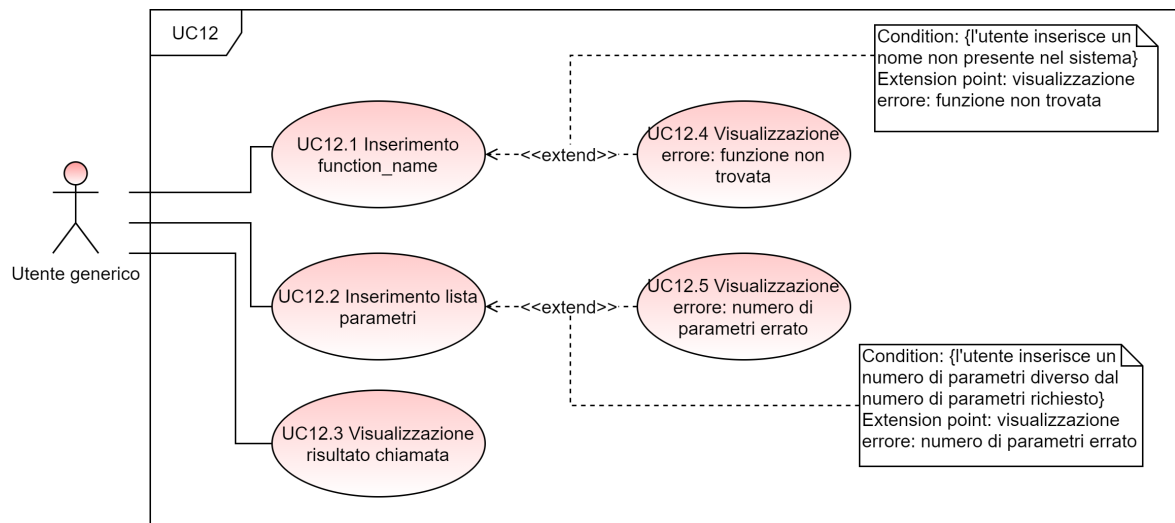 UC12
Condition: {l'utente inserisce un
nome non presente nel sistema}
Extension point: visualizzazione
errore: funzione non trovata
UC12.1 Inserimento
function_name
<<extend>>
UC12.4 Visualizzazione
errore: funzione non
trovata
Utente generico
UC12.2 Inserimento lista
parametri
<<extend>>
UC12.5 Visualizzazione
errore: numero di
parametri errato
Condition: {l'utente inserisce un
numero di parametri diverso dal
numero di parametri richiesto}
Extension point: visualizzazione
errore: numero di parametri errato
UC12.3 Visualizzazione
risultato chiamata